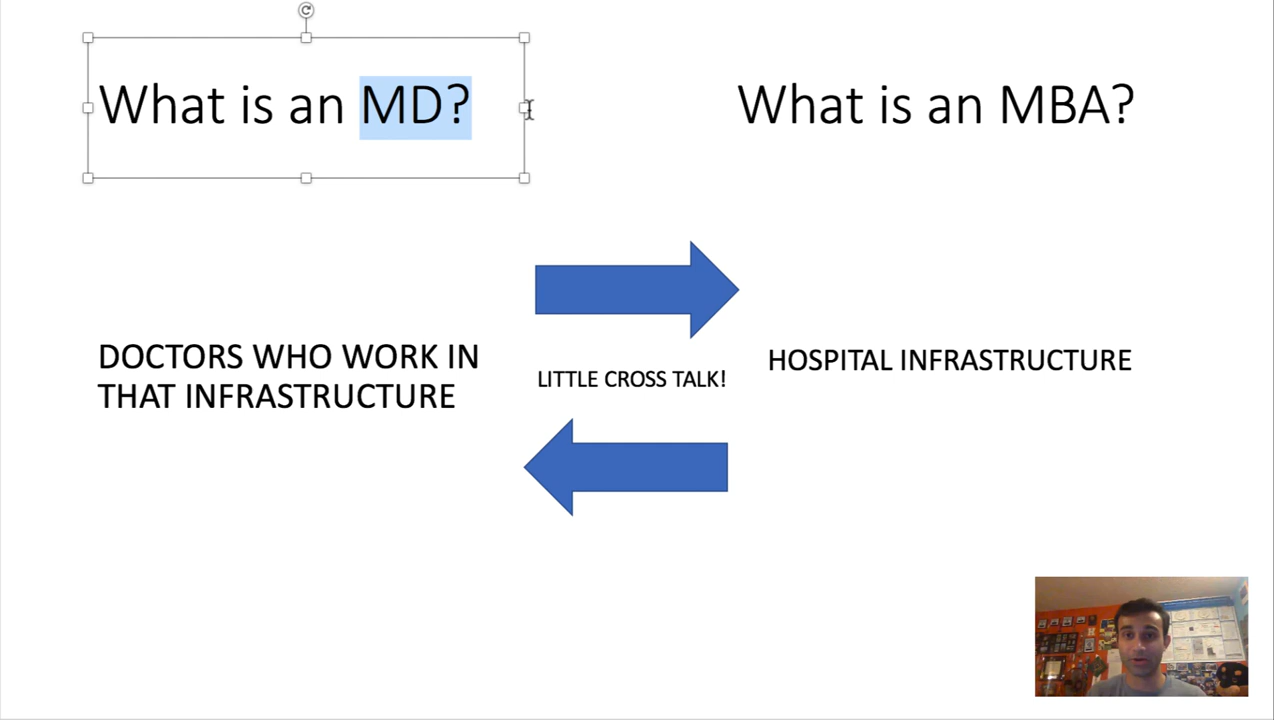 What is an MD?
What is an MBA?
DOCTORS WHO WORK IN
THAT INFRASTRUCTURE
LITTLE CROSS TALK!
HOSPITAL INFRASTRUCTURE